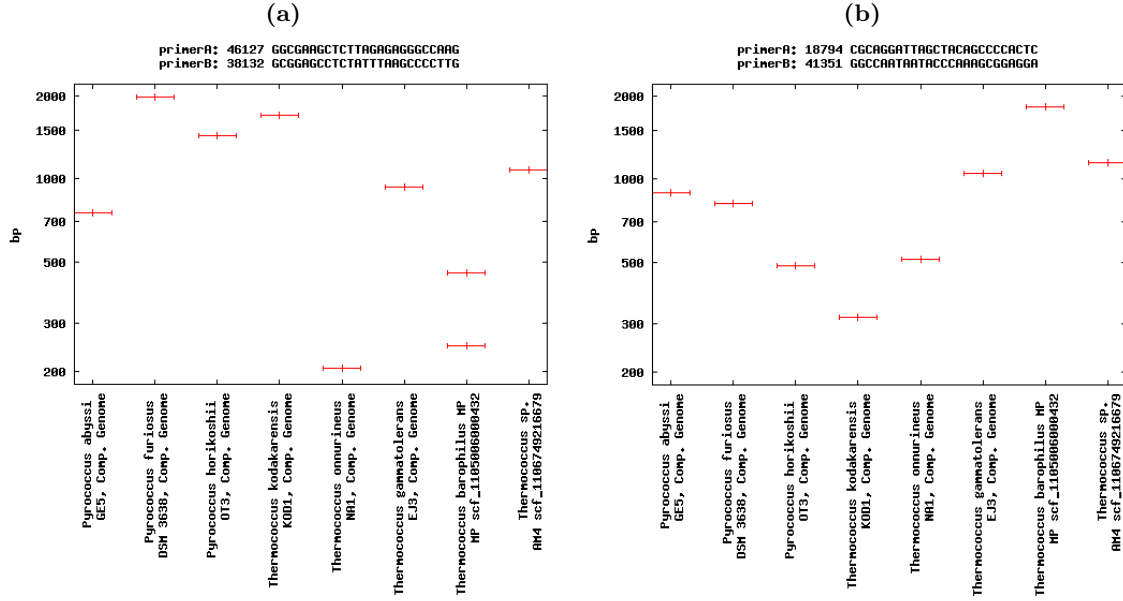 (a)
primerA: 46127 GGCGAAGCTCTTAGAGAGGGCCAAG
primerB: 38132 GCGGAGCCTCTATTTAAGCCCCTTG
2000
1500
1000
700
500
300
200
bp
Pyrococcus abyssi
GE5, Comp. Genome
Pyrococcus furiosus
DSM 3638, Comp. Genome
Pyrococcus horikoshii
OT3, Comp. Genome
Thermococcus kodakarensis
KOD1, Comp. Genome
Thermococcus onnurineus
NA1, Comp. Genome
Thermococcus gammatolerans
EJ3, Comp. Genome
Thermococcus barophilus MP
MP scf_1105006000432
Thermococcus sp.
AM4 scf_1106749216679
(b)
primerA: 18794 CGCAGGATTAGCTACAGCCCCACTC
primerB: 41351 GGCCAATAATACCCAAAGCGGAGGA
2000
1500
1000
700
500
300
200
bp
Pyrococcus abyssi
GE5, Comp. Genome
Pyrococcus furiosus
DSM 3638, Comp. Genome
Pyrococcus horikoshii
OT3, Comp. Genome
Thermococcus kodakarensis
KOD1, Comp. Genome
Thermococcus onnurineus
NA1, Comp. Genome
Thermococcus gammatolerans
EJ3, Comp. Genome
Thermococcus barophilus MP
MP scf_1105006000432
Thermococcus sp.
AM4 scf_1106749216679